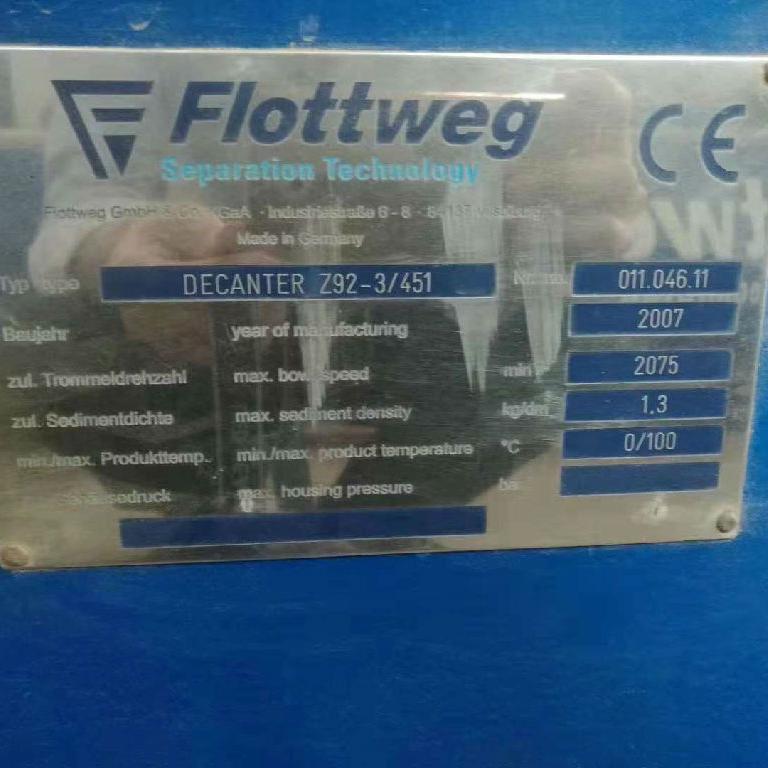 Flottweg
CE
Separation Technology
Flottweg GmbH & Co. KGaA · Industriestraße 6 - 8 · 84137 Vilsbiburg
Made in Germany
Typ type DECANTER Z92-3/451 011.046.11
Baujahr year of manufacturing 2007
zul. Trommeldrehzahl max. bowl speed min 2075
zul. Sedimentdichte max. sediment density kg/dm 1.3
min./max. Produkttemp. min./max. product temperature °C 0/100
max. housing pressure